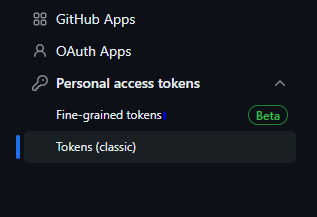 GitHub Apps
OAuth Apps
Personal access tokens
Fine-grained tokens Beta
Tokens (classic)